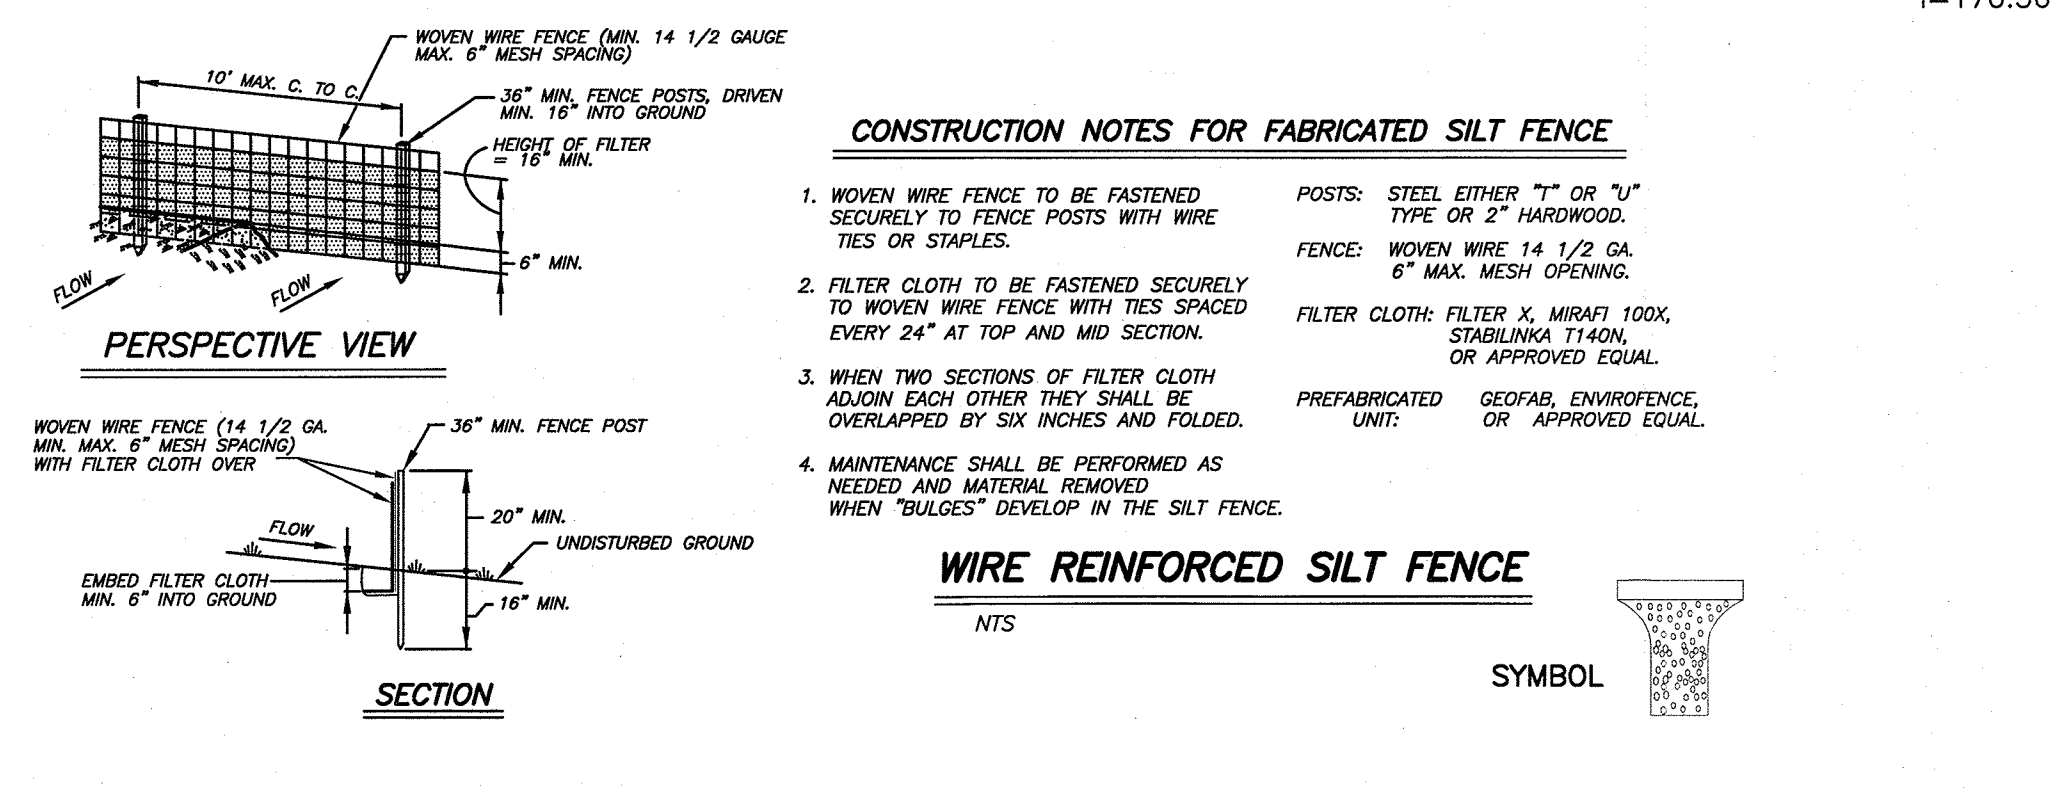 WOVEN WIRE FENCE (MIN. 14 1/2 GAUGE
MAX. 6" MESH SPACING)
10' MAX. C. TO C.
36" MIN. FENCE POSTS, DRIVEN
MIN. 16" INTO GROUND
HEIGHT OF FILTER
= 16" MIN.
6" MIN.
FLOW
FLOW
PERSPECTIVE VIEW
WOVEN WIRE FENCE (14 1/2 GA.
MIN. MAX. 6" MESH SPACING)
WITH FILTER CLOTH OVER
36" MIN. FENCE POST
20" MIN.
FLOW
UNDISTURBED GROUND
EMBED FILTER CLOTH
MIN. 6" INTO GROUND
16" MIN.
SECTION
CONSTRUCTION NOTES FOR FABRICATED SILT FENCE
1. WOVEN WIRE FENCE TO BE FASTENED
SECURELY TO FENCE POSTS WITH WIRE
TIES OR STAPLES.
2. FILTER CLOTH TO BE FASTENED SECURELY
TO WOVEN WIRE FENCE WITH TIES SPACED
EVERY 24" AT TOP AND MID SECTION.
3. WHEN TWO SECTIONS OF FILTER CLOTH
ADJOIN EACH OTHER THEY SHALL BE
OVERLAPPED BY SIX INCHES AND FOLDED.
4. MAINTENANCE SHALL BE PERFORMED AS
NEEDED AND MATERIAL REMOVED
WHEN "BULGES" DEVELOP IN THE SILT FENCE.
POSTS: STEEL EITHER "T" OR "U"
TYPE OR 2" HARDWOOD.
FENCE: WOVEN WIRE 14 1/2 GA.
6" MAX. MESH OPENING.
FILTER CLOTH: FILTER X, MIRAFI 100X,
STABILINKA T140N,
OR APPROVED EQUAL.
PREFABRICATED GEOFAB, ENVIROFENCE,
UNIT: OR APPROVED EQUAL.
WIRE REINFORCED SILT FENCE
NTS
SYMBOL